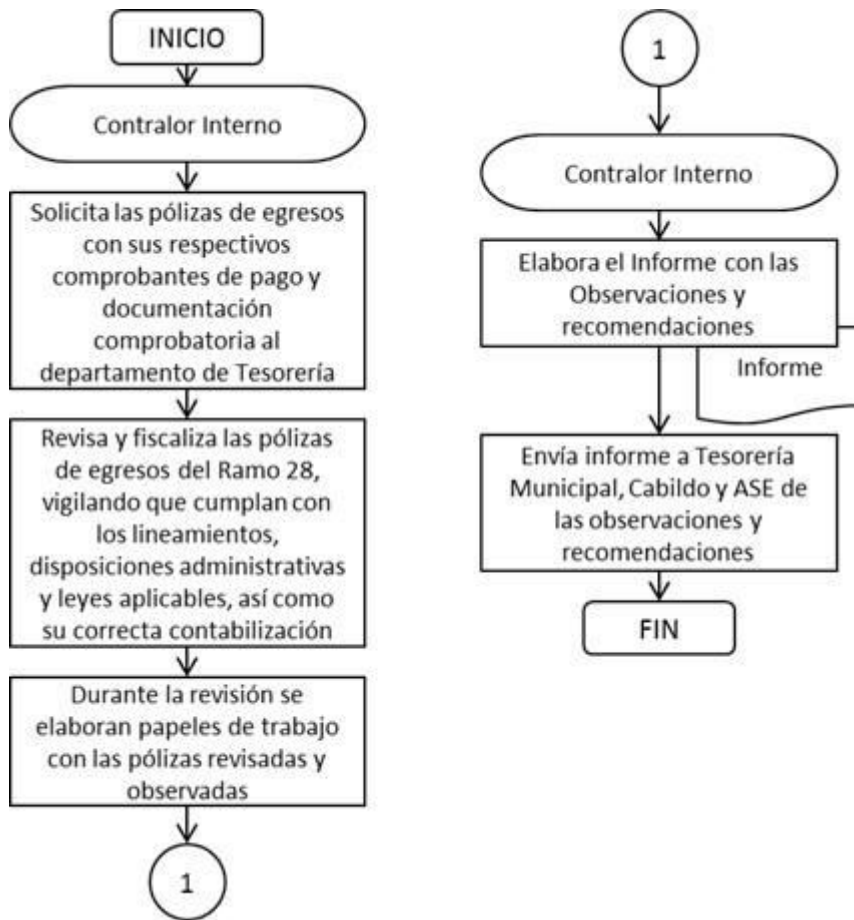 INICIO
Contralor Interno
Solicita las pólizas de egresos
con sus respectivos
comprobantes de pago y
documentación
comprobatoria al
departamento de Tesorería
Revisa y fiscaliza las pólizas
de egresos del Ramo 28,
vigilando que cumplan con
los lineamientos,
disposiciones administrativas
y leyes aplicables, así como
su correcta contabilización
Durante la revisión se
elaboran papeles de trabajo
con las pólizas revisadas y
observadas
1
1
Contralor Interno
Elabora el Informe con las
Observaciones y
recomendaciones
Informe
Envía informe a Tesorería
Municipal, Cabildo y ASE de
las observaciones y
recomendaciones
FIN